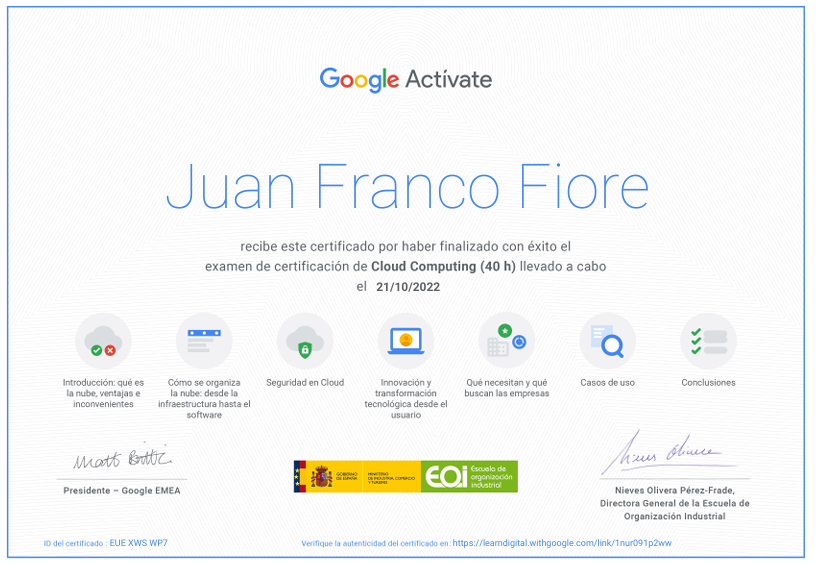 Google Actívate
Juan Franco Fiore
recibe este certificado por haber finalizado con éxito el
examen de certificación de Cloud Computing (40 h) llevado a cabo
el 21/10/2022
Introducción: qué es
la nube, ventajas e
inconvenientes
Cómo se organiza
la nube: desde la
infraestructura hasta el
software
Seguridad en Cloud
Innovación y
transformación
tecnológica desde el
usuario
Qué necesitan y qué
buscan las empresas
Casos de uso
Conclusiones
Matt Brittin
Presidente – Google EMEA
GOBIERNO
DE ESPAÑA
MINISTERIO
DE INDUSTRIA, COMERCIO
Y TURISMO
EOi
Escuela de
organización
industrial
Nieves Olivera
Nieves Olivera Pérez-Frade,
Directora General de la Escuela de
Organización Industrial
ID del certificado : EUE XWS WP7
Verifique la autenticidad del certificado en: https://learndigital.withgoogle.com/link/1nur091p2ww